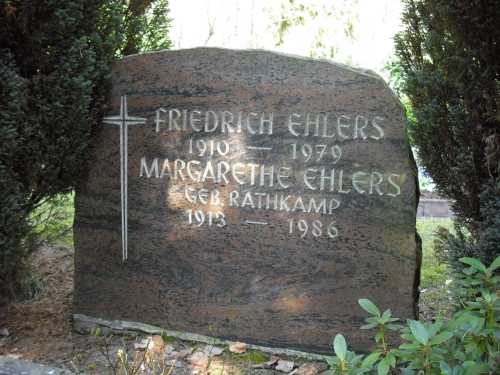 FRIEDRICH EHLERS
1910 — 1979
MARGARETHE EHLERS
GEB. RATHKAMP
1913 — 1986